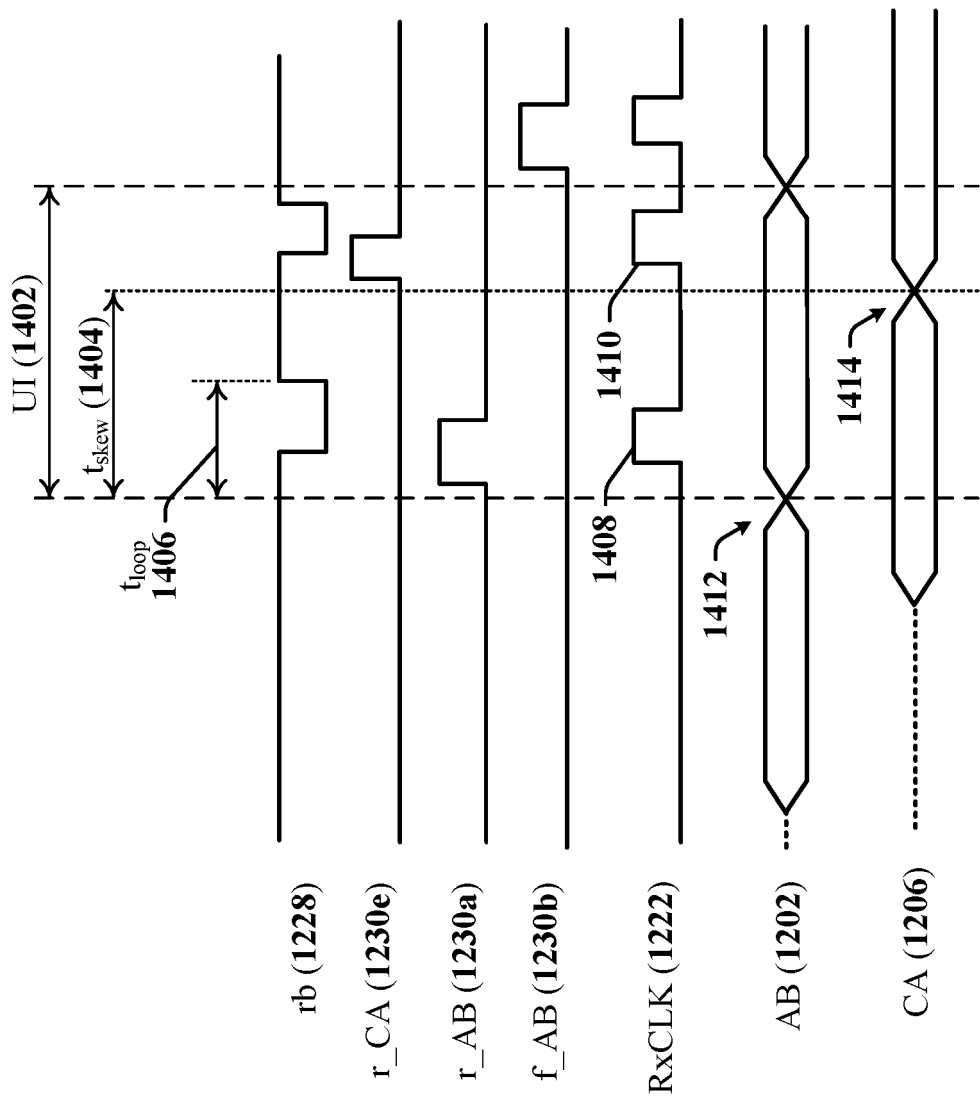 UI (1402)
t_skew (1404)
t_loop
1406
rb (1228)
r_CA (1230e)
r_AB (1230a)
f_AB (1230b)
RxCLK (1222)
1408
1410
AB (1202)
1412
CA (1206)
1414